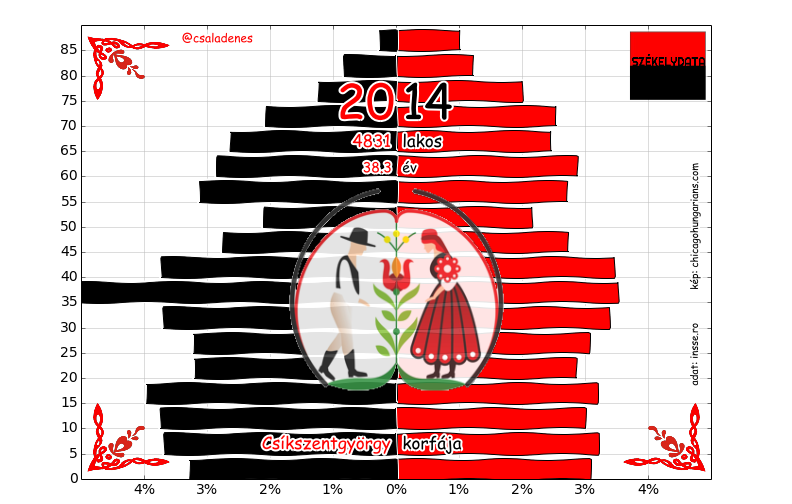 @csaladenes
SZÉKELYDATA
2014
4831 lakos
38.3 év
Csíkszentgyörgy korfája
kép: chicagohungarians.com
adat: insse.ro
85
80
75
70
65
60
55
50
45
40
35
30
25
20
15
10
5
0
4% 3% 2% 1% 0% 1% 2% 3% 4%